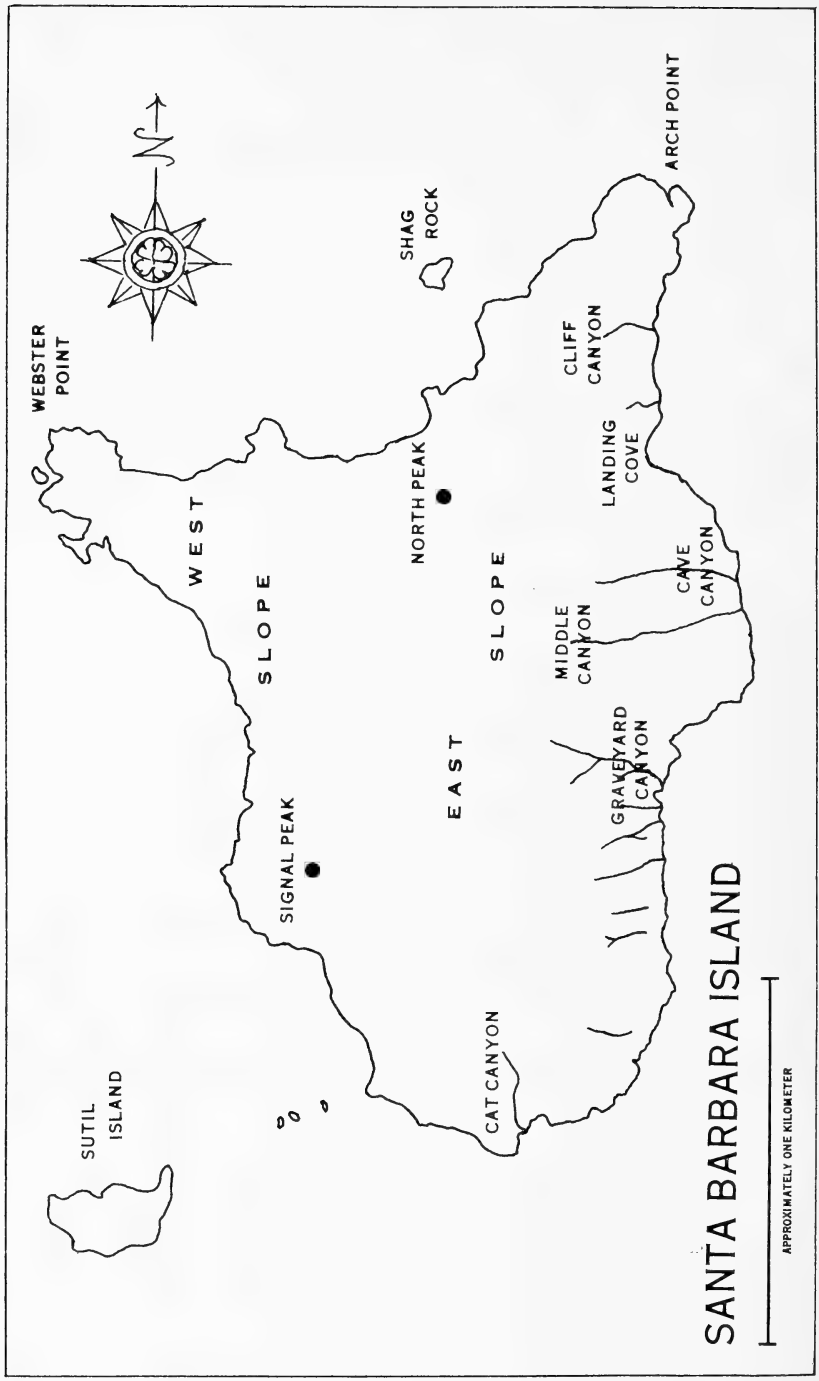 WEBSTER
POINT
SUTIL
ISLAND
N
WEST
SLOPE
SIGNAL PEAK
SHAG
ROCK
NORTH PEAK
EAST
SLOPE
CAT CANYON
MIDDLE
CANYON
CLIFF
CANYON
LANDING
COVE
GRAVEYARD
CANYON
CAVE
CANYON
ARCH POINT
SANTA BARBARA ISLAND
APPROXIMATELY ONE KILOMETER